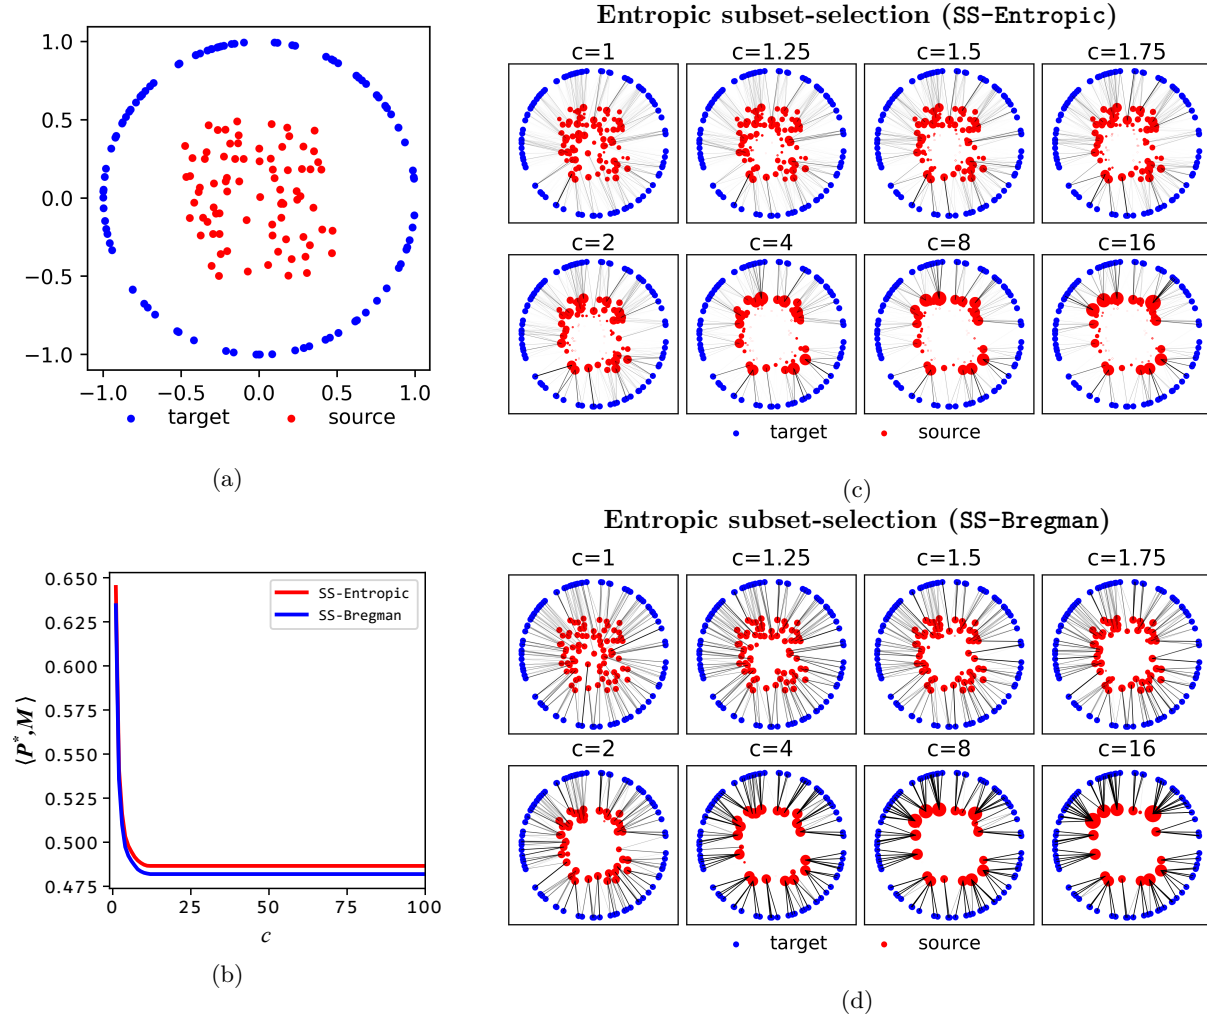 1.0
0.5
0.0
−0.5
−1.0
−1.0 −0.5 0.0 0.5 1.0
target source
(a)
Entropic subset-selection (SS-Entropic)
c=1 c=1.25 c=1.5 c=1.75
c=2 c=4 c=8 c=16
target source
(c)
0.650
0.625
0.600
0.575
0.550
0.525
0.500
0.475
⟨P*,M⟩
SS-Entropic
SS-Bregman
0 25 50 75 100
c
(b)
Entropic subset-selection (SS-Bregman)
c=1 c=1.25 c=1.5 c=1.75
c=2 c=4 c=8 c=16
target source
(d)